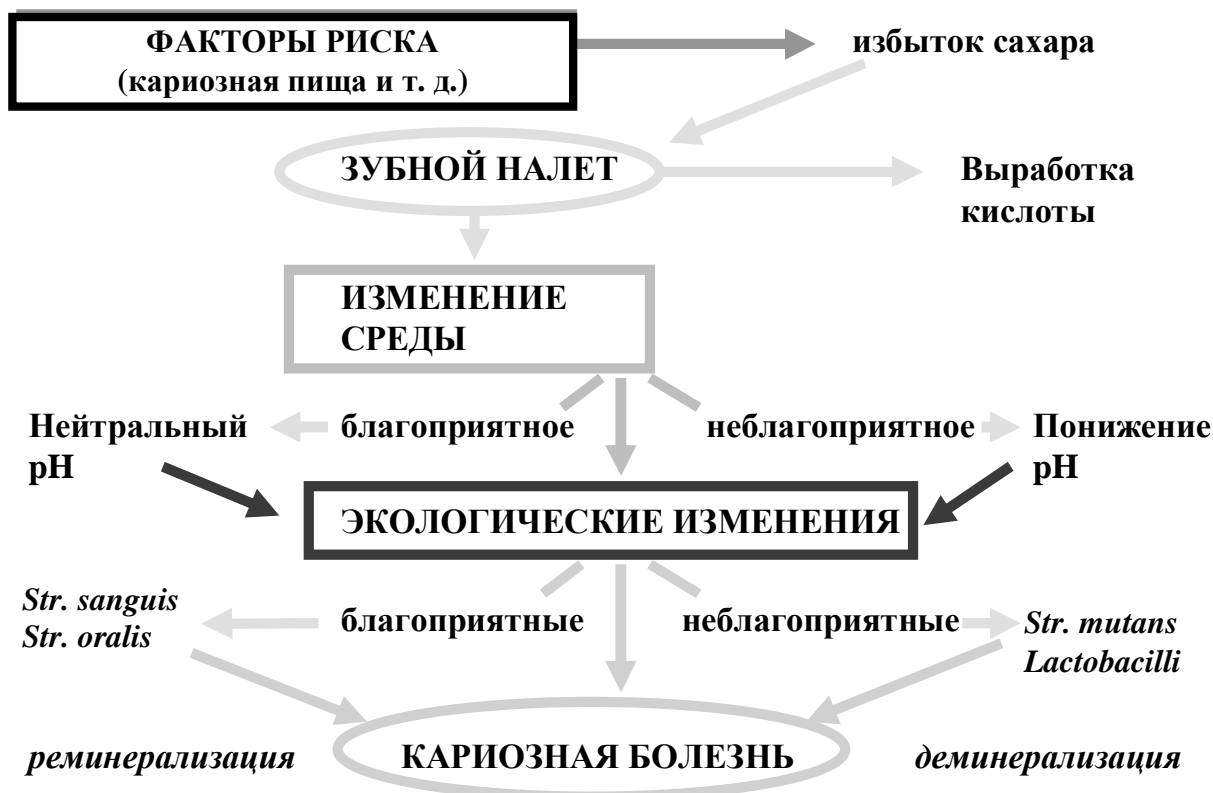 ФАКТОРЫ РИСКА
(кариозная пища и т. д.)
избыток сахара
ЗУБНОЙ НАЛЕТ
Выработка
кислоты
ИЗМЕНЕНИЕ
СРЕДЫ
Нейтральный
pH
благоприятное
неблагоприятное
Понижение
pH
ЭКОЛОГИЧЕСКИЕ ИЗМЕНЕНИЯ
Str. sanguis
Str. oralis
благоприятные
неблагоприятные
Str. mutans
Lactobacilli
реминерализация
КАРИОЗНАЯ БОЛЕЗНЬ
деминерализация